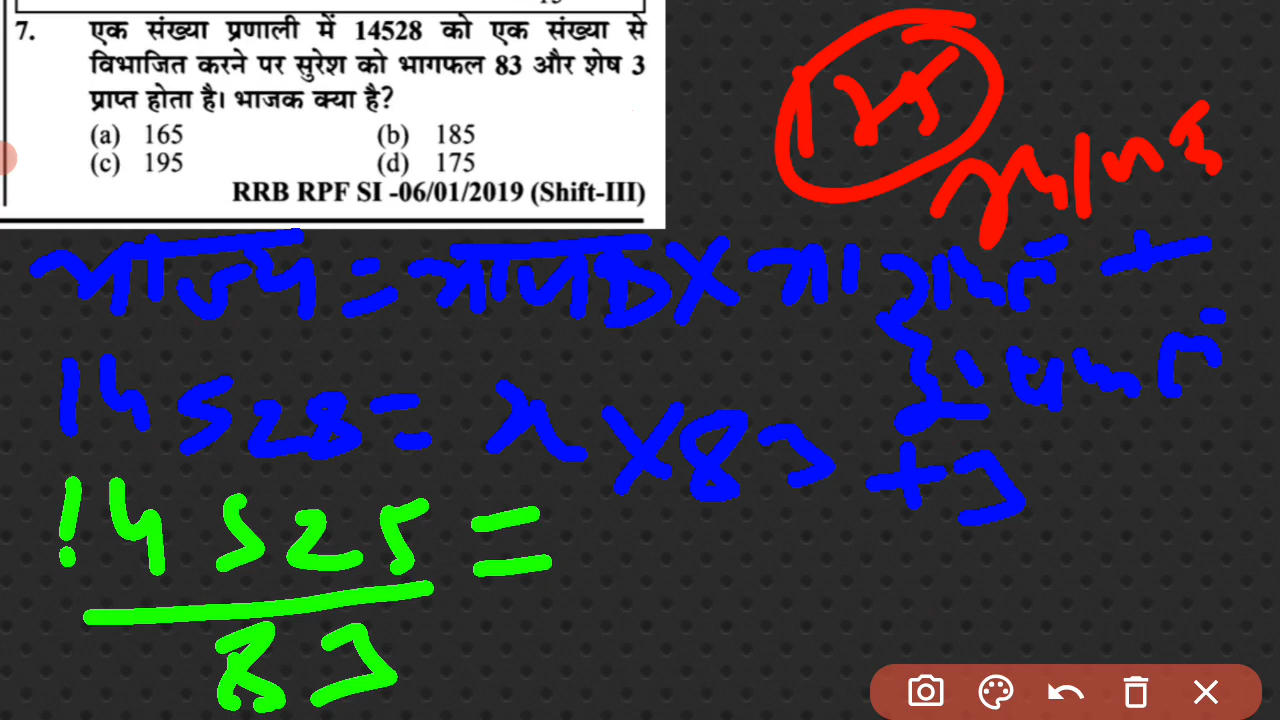 7. एक संख्या प्रणाली में 14528 को एक संख्या से
विभाजित करने पर सुरेश को भागफल 83 और शेष 3
प्राप्त होता है। भाजक क्या है?
(a) 165 (b) 185
(c) 195 (d) 175
RRB RPF SI -06/01/2019 (Shift-III)
भाज्य = भाजक × भागफल +
शेषफल
14528 = x × 83 + 3
14525 =
83